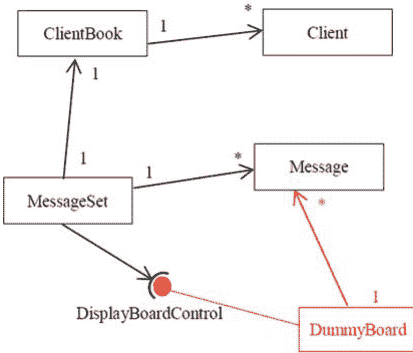 ClientBook
1
*
Client
1
1
MessageSet
1
*
Message
*
DisplayBoardControl
1
DummyBoard